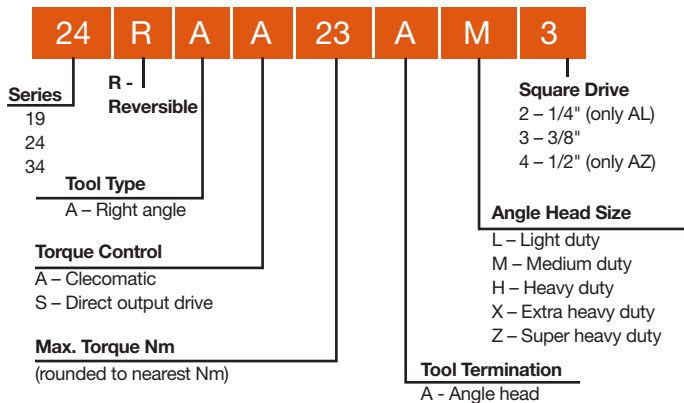 24 R A A 23 A M 3
Series
19
24
34
R -
Reversible
Tool Type
A – Right angle
Torque Control
A – Clecomatic
S – Direct output drive
Max. Torque Nm
(rounded to nearest Nm)
Square Drive
2 – 1/4" (only AL)
3 – 3/8"
4 – 1/2" (only AZ)
Angle Head Size
L – Light duty
M – Medium duty
H – Heavy duty
X – Extra heavy duty
Z – Super heavy duty
Tool Termination
A - Angle head